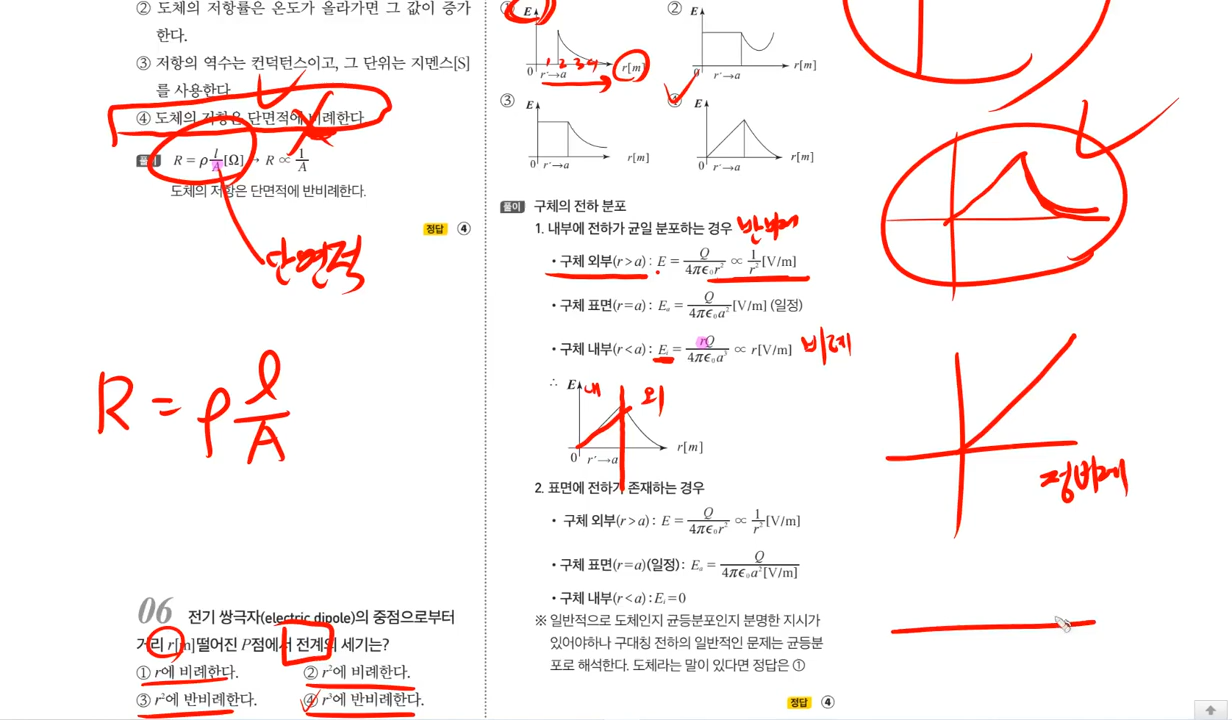 ② 도체의 저항률은 온도가 올라가면 그 값이 증가
한다.
③ 저항의 역수는 컨덕턴스이고, 그 단위는 지멘스[S]
를 사용한다.
④ 도체의 저항은 단면적에 비례한다.
풀이 R = ρ l/A [Ω] → R ∝ 1/A
도체의 저항은 단면적에 반비례한다.
정답 ④
단면적
R = ρ l/A
06 전기 쌍극자(electric dipole)의 중점으로부터
거리 r[m]떨어진 P점에서 전계의 세기는?
① r에 비례한다. ② r²에 비례한다.
③ r²에 반비례한다. ④ r³에 반비례한다.
① E ②
0 r′→a r[m] 1 2 3 4
0 r′→a r[m]
③ ④
0 r′→a r[m]
0 r′→a r[m]
풀이 구체의 전하 분포
1. 내부에 전하가 균일 분포하는 경우 반비례
• 구체 외부(r>a) : E = Q/4πϵ₀r² ∝ 1/r² [V/m]
• 구체 표면(r=a) : Eₐ = Q/4πϵ₀a² [V/m] (일정)
• 구체 내부(r<a) : Eᵢ = rQ/4πϵ₀a³ ∝ r[V/m] 비례
∴ E 내 외
0 r′→a r[m]
2. 표면에 전하가 존재하는 경우
• 구체 외부(r>a) : E = Q/4πϵ₀r² ∝ 1/r² [V/m]
• 구체 표면(r=a)(일정) : Eₐ = Q/4πϵ₀a²[V/m]
• 구체 내부(r<a) : Eᵢ=0
※ 일반적으로 도체인지 균등분포인지 분명한 지시가
있어야하나 구대칭 전하의 일반적인 문제는 균등분
포로 해석한다. 도체라는 말이 있다면 정답은 ①
정답 ④
정비례